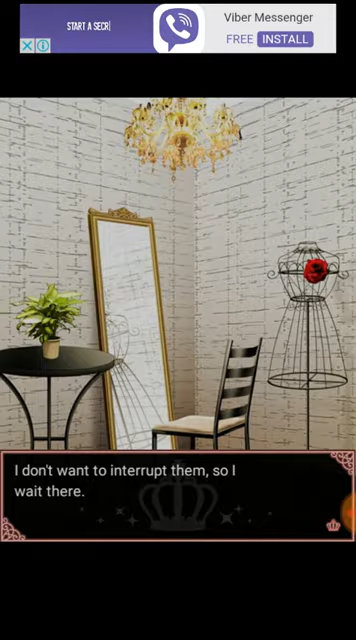 START A SECR
Viber Messenger
FREE INSTALL
I don't want to interrupt them, so I
wait there.